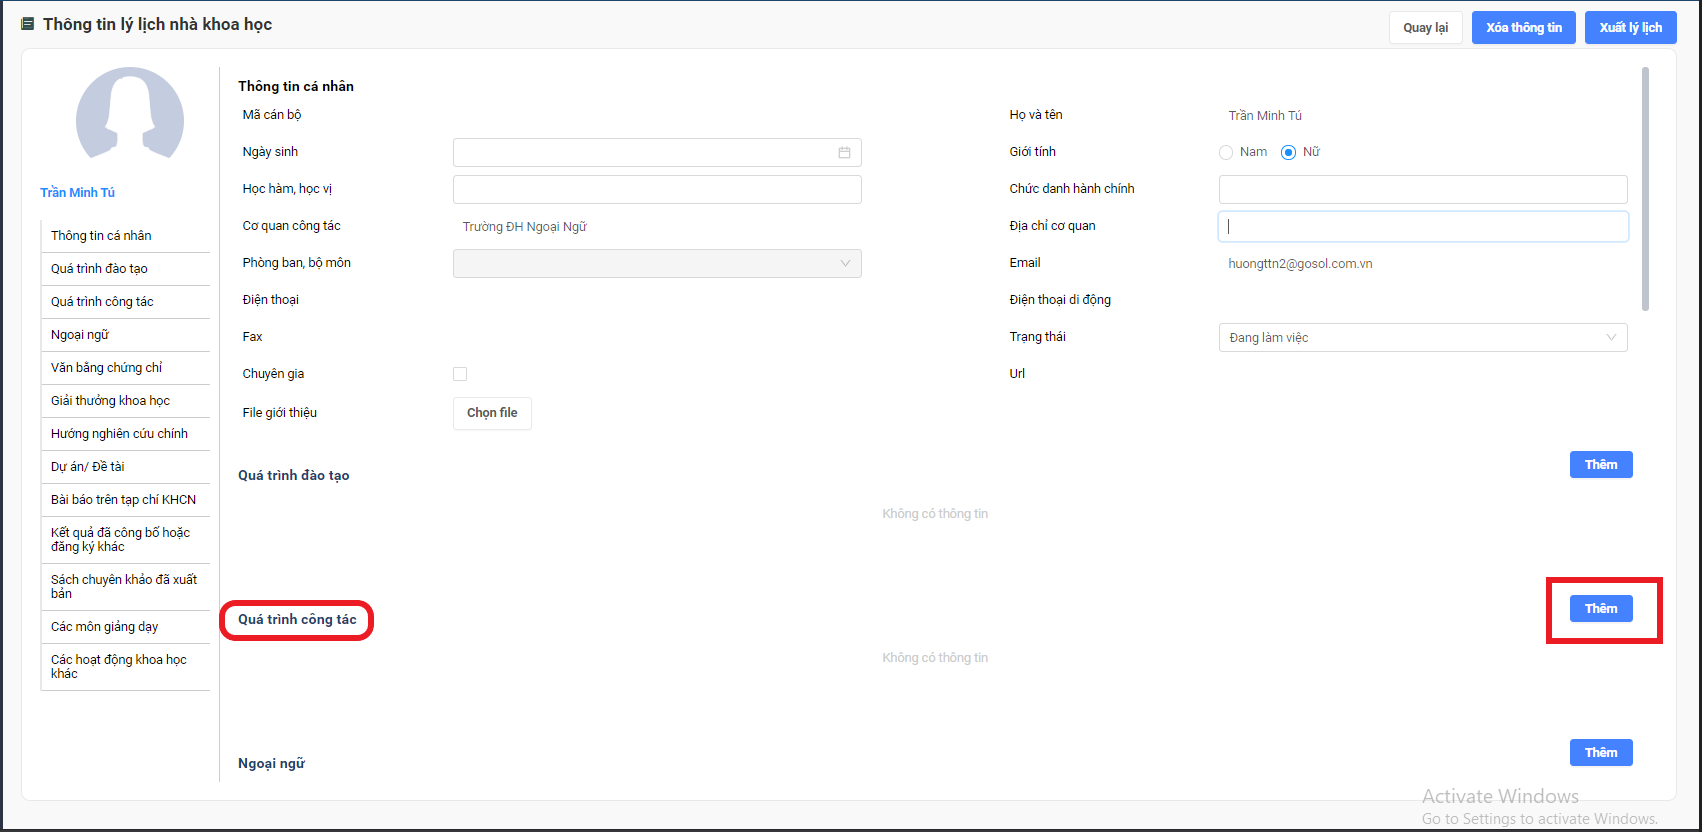 Thông tin lý lịch nhà khoa học
Quay lại
Xóa thông tin
Xuất lý lịch
Trần Minh Tú
Thông tin cá nhân
Quá trình đào tạo
Quá trình công tác
Ngoại ngữ
Văn bằng chứng chỉ
Giải thưởng khoa học
Hướng nghiên cứu chính
Dự án/ Đề tài
Bài báo trên tạp chí KHCN
Kết quả đã công bố hoặc
đăng ký khác
Sách chuyên khảo đã xuất
bản
Các môn giảng dạy
Các hoạt động khoa học
khác
Thông tin cá nhân
Mã cán bộ
Họ và tên
Trần Minh Tú
Ngày sinh
Giới tính
Nam
Nữ
Học hàm, học vị
Chức danh hành chính
Cơ quan công tác
Trường ĐH Ngoại Ngữ
Địa chỉ cơ quan
Phòng ban, bộ môn
Email
huongttn2@gosol.com.vn
Điện thoại
Điện thoại di động
Fax
Trạng thái
Đang làm việc
Chuyên gia
Url
File giới thiệu
Chọn file
Quá trình đào tạo
Thêm
Không có thông tin
Quá trình công tác
Thêm
Không có thông tin
Ngoại ngữ
Thêm
Activate Windows
Go to Settings to activate Windows.